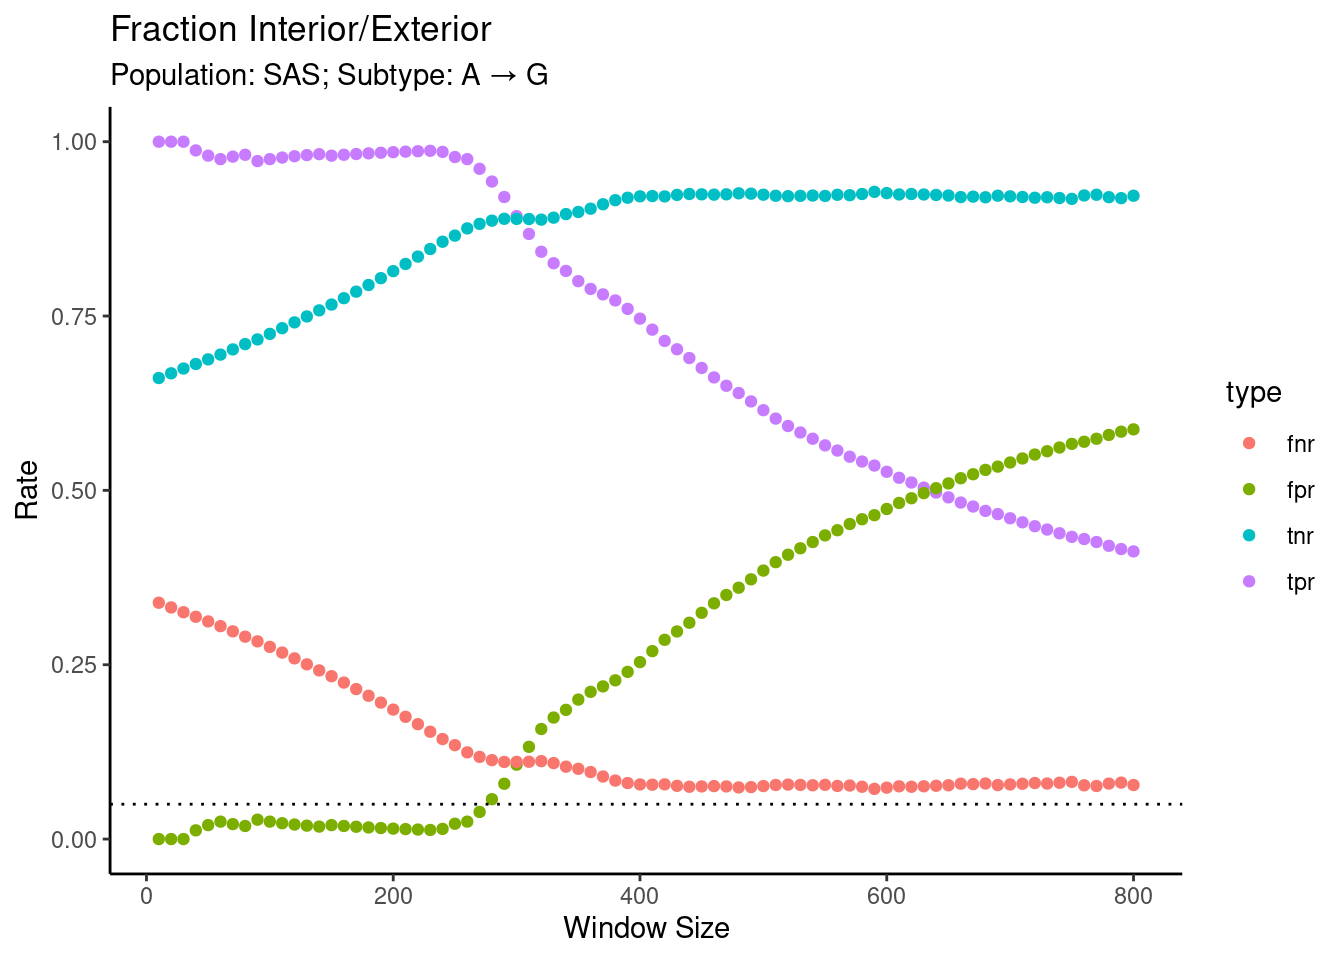 Fraction Interior/Exterior
Population: SAS; Subtype: A → G
1.00
0.75
0.50
0.25
0.00
Rate
0 200 400 600 800
Window Size
type
fnr
fpr
tnr
tpr